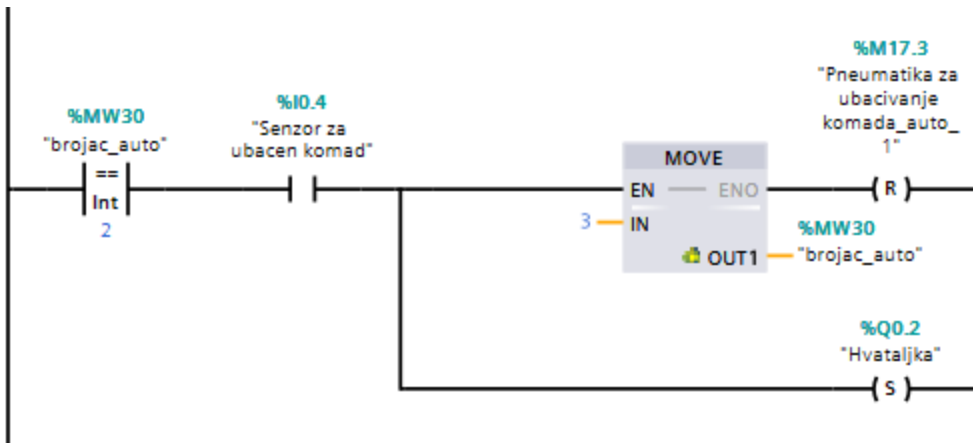 %M17.3
"Pneumatika za
ubacivanje
komada_auto_
1"
%MW30
"brojac_auto"
==
Int
2
%I0.4
"Senzor za
ubacen komad"
MOVE
EN ENO
3 IN
OUT1
%MW30
"brojac_auto"
R
%Q0.2
"Hvataljka"
S